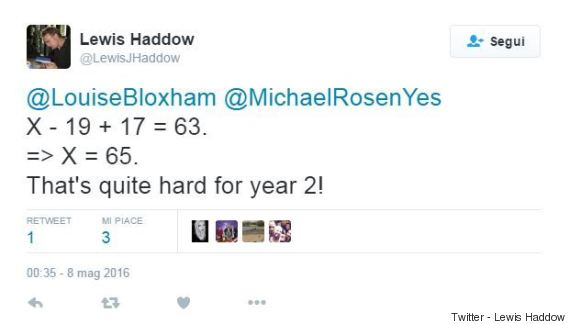 Lewis Haddow
@LewisJHaddow
Segui
@LouiseBloxham @MichaelRosenYes
X - 19 + 17 = 63.
=> X = 65.
That's quite hard for year 2!
RETWEET MI PIACE
1 3
00:35 - 8 mag 2016
Twitter - Lewis Haddow